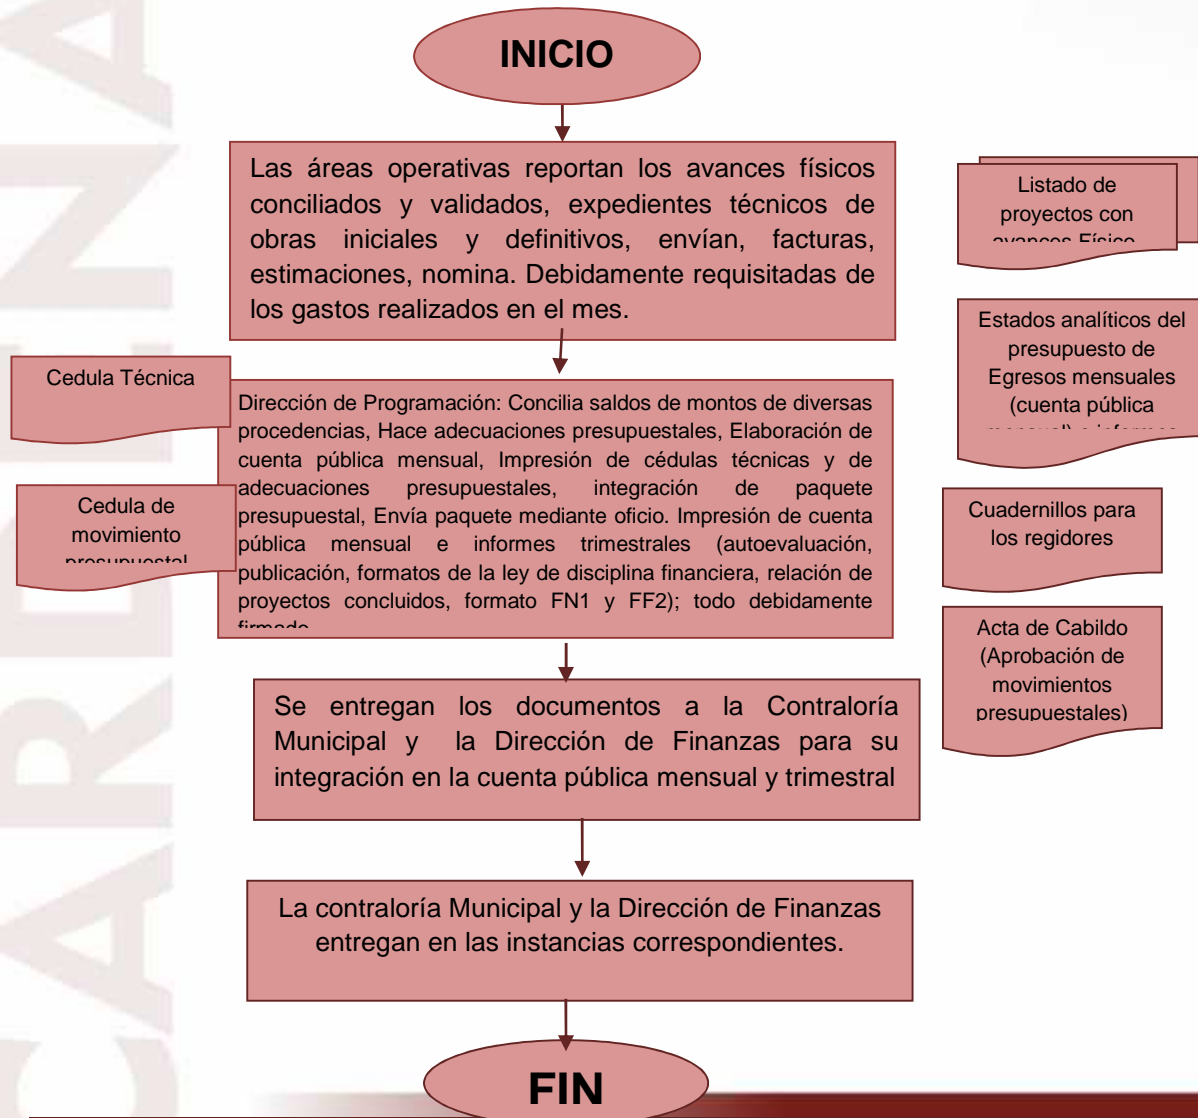 INICIO
Las áreas operativas reportan los avances físicos
conciliados y validados, expedientes técnicos de
obras iniciales y definitivos, envían, facturas,
estimaciones, nomina. Debidamente requisitadas de
los gastos realizados en el mes.
Listado de
proyectos con
avances Físico
Estados analíticos del
presupuesto de
Egresos mensuales
(cuenta pública
mensual) e informes
Cedula Técnica
Cedula de
movimiento
presupuestal
Dirección de Programación: Concilia saldos de montos de diversas
procedencias, Hace adecuaciones presupuestales, Elaboración de
cuenta pública mensual, Impresión de cédulas técnicas y de
adecuaciones presupuestales, integración de paquete
presupuestal, Envía paquete mediante oficio. Impresión de cuenta
pública mensual e informes trimestrales (autoevaluación,
publicación, formatos de la ley de disciplina financiera, relación de
proyectos concluidos, formato FN1 y FF2); todo debidamente
firmado
Cuadernillos para
los regidores
Acta de Cabildo
(Aprobación de
movimientos
presupuestales)
Se entregan los documentos a la Contraloría
Municipal y la Dirección de Finanzas para su
integración en la cuenta pública mensual y trimestral
La contraloría Municipal y la Dirección de Finanzas
entregan en las instancias correspondientes.
FIN